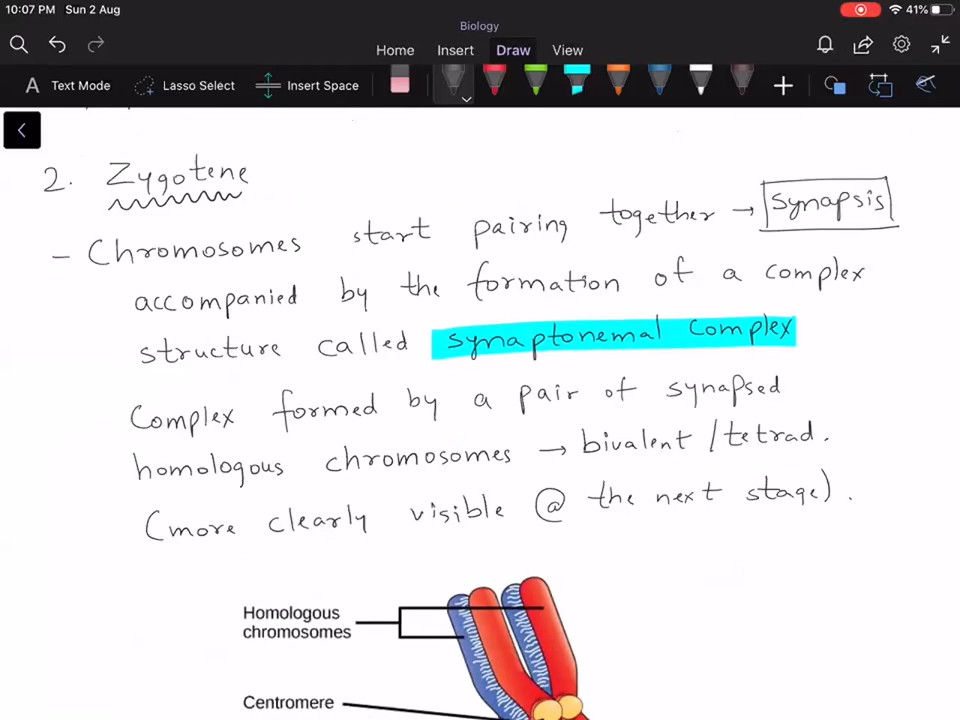 10:07 PM Sun 2 Aug
41%
Biology
Home Insert Draw View
Text Mode Lasso Select Insert Space
2. Zygotene
- Chromosomes start pairing together → Synapsis
accompanied by the formation of a complex
structure called synaptonemal complex
Complex formed by a pair of synapsed
homologous chromosomes → bivalent/tetrad.
(more clearly visible @ the next stage).
Homologous
chromosomes
Centromere